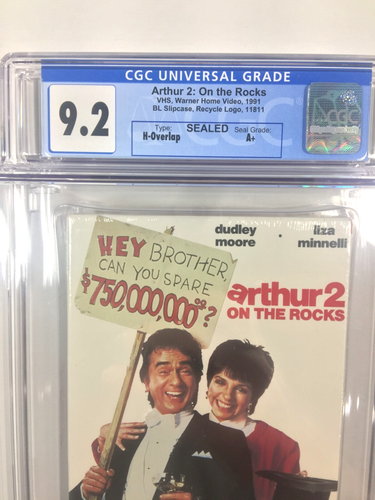 CGC UNIVERSAL GRADE
9.2
Arthur 2: On the Rocks
VHS, Warner Home Video, 1991
BL Slipcase, Recycle Logo, 11811
Type:
H-Overlap
SEALED
Seal Grade:
A+
CGC
dudley moore • liza minnelli
HEY BROTHER
CAN YOU SPARE
$750,000,000⁰⁰?
arthur 2
ON THE ROCKS